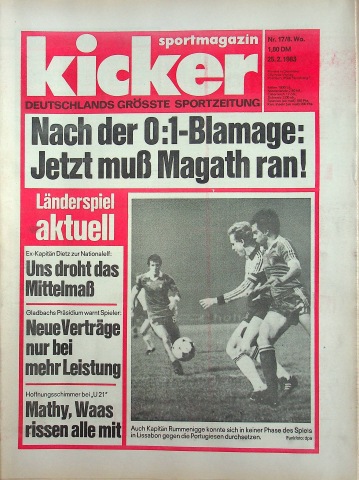 sportmagazin
kicker
DEUTSCHLANDS GRÖSSTE SPORTZEITUNG
Nr. 17/8. Wo.
1,80 DM
Nach der 0:1-Blamage:
Jetzt muß Magath ran!
Länderspiel
aktuell
Ex-Kapitän Dietz zur Nationalelf:
Uns droht das
Mittelmaß
Gladbachs Präsidium warnt Spieler:
Neue Verträge
nur bei
mehr Leistung
Hoffnungsschimmer bei „U 21“
Mathy, Waas
rissen alle mit
Auch Kapitän Rummenigge konnte sich in keiner Phase des Spiels
in Lissabon gegen die Portugiesen durchsetzen.